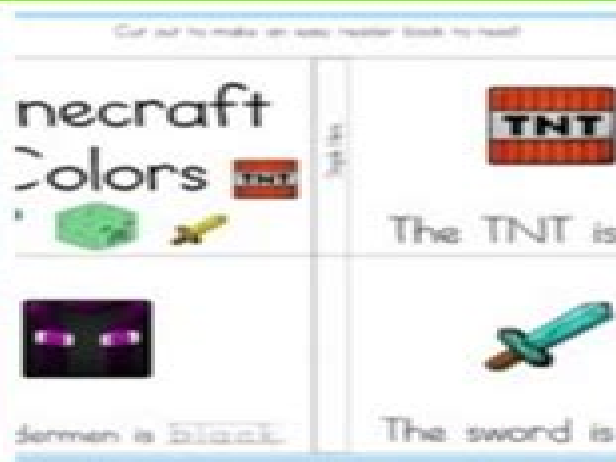 Cut out to make an easy reader book to read!
necraft
Colors
TNT
TNT
The TNT is
dermen is black
The sword is